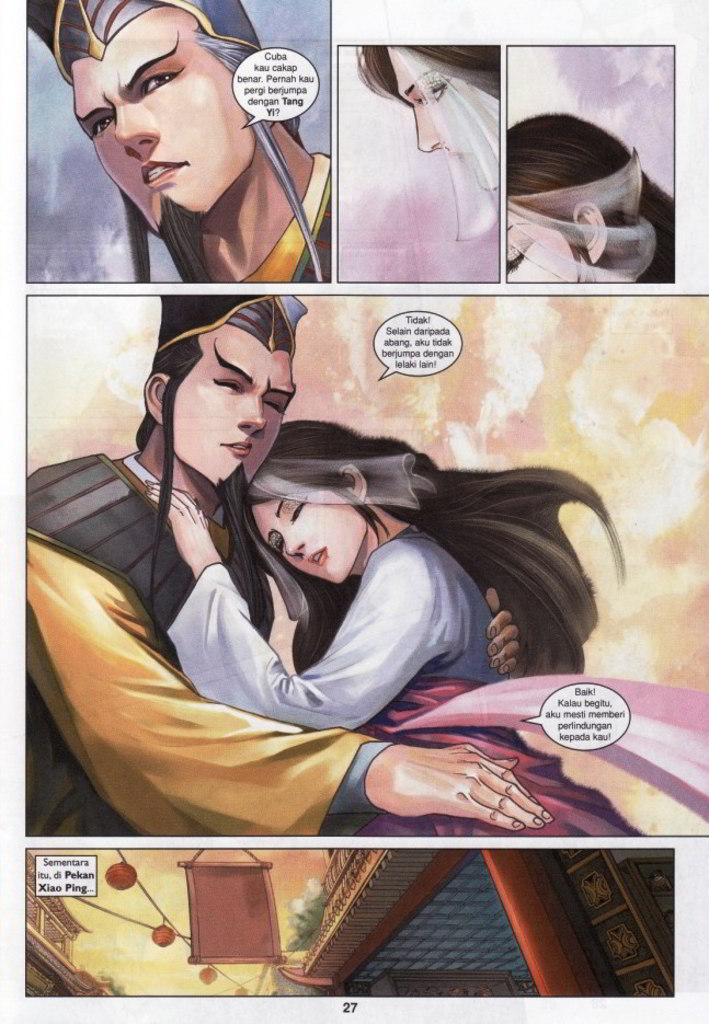 Cuba
kau cakap
benar. Pernah kau
pergi berjumpa
dengan Tang
Yi?
Tidak!
Selain daripada
abang, aku tidak
berjumpa dengan
lelaki lain!
Baik!
Kalau begitu,
aku mesti memberi
perlindungan
kepada kau!
Sementara
itu, di Pekan
Xiao Ping...
27